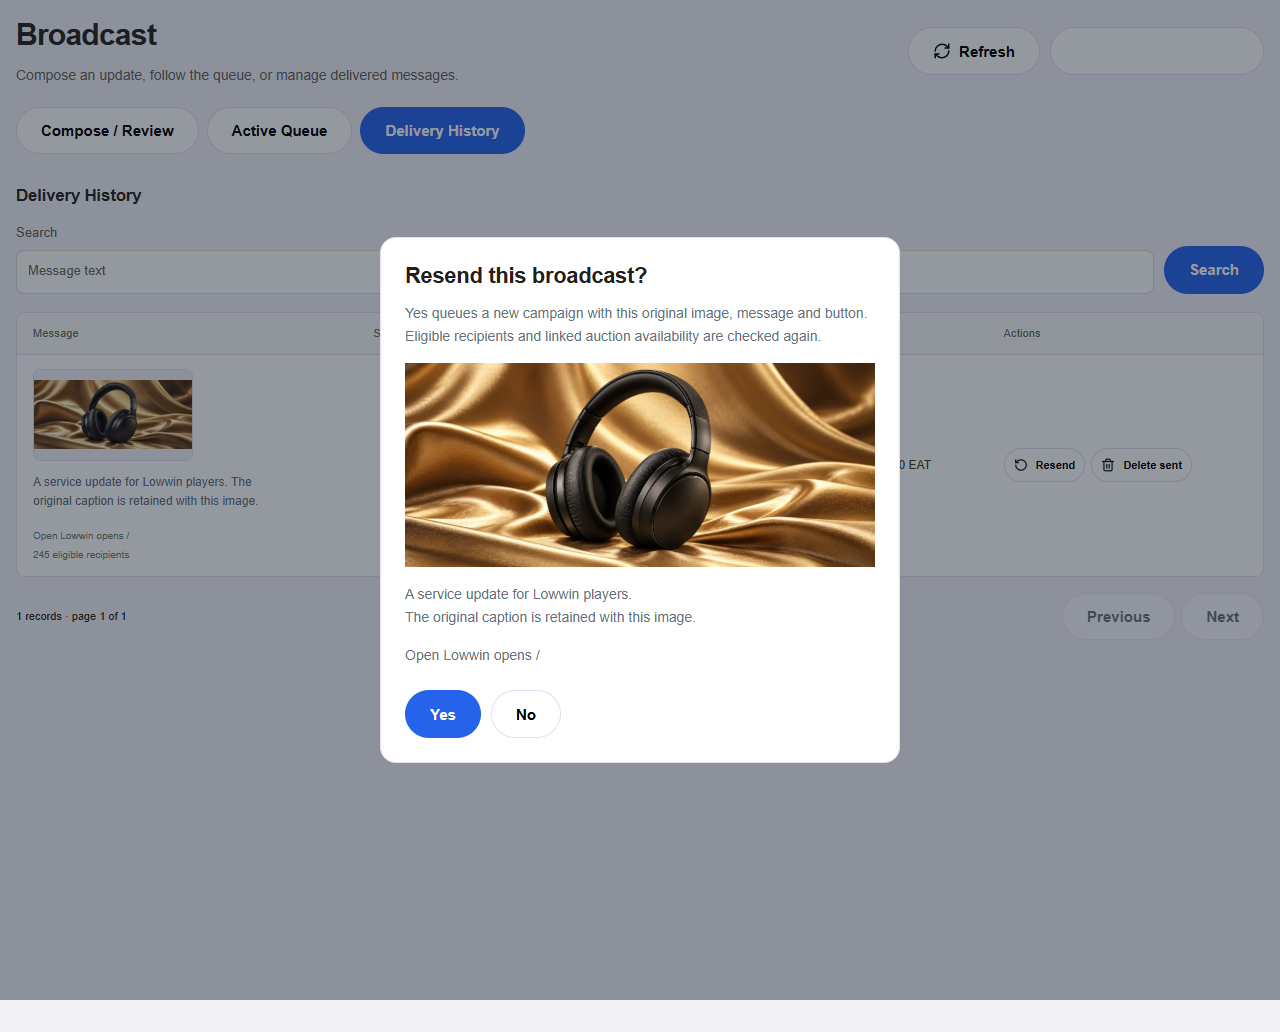 Broadcast
Compose an update, follow the queue, or manage delivered messages.
Refresh
Compose / Review
Active Queue
Delivery History
Delivery History
Search
Message text
Search
Message
Actions
A service update for Lowwin players. The
original caption is retained with this image.
Open Lowwin opens /
245 eligible recipients
0 EAT
Resend
Delete sent
1 records · page 1 of 1
Previous
Next
Resend this broadcast?
Yes queues a new campaign with this original image, message and button.
Eligible recipients and linked auction availability are checked again.
A service update for Lowwin players.
The original caption is retained with this image.
Open Lowwin opens /
Yes
No